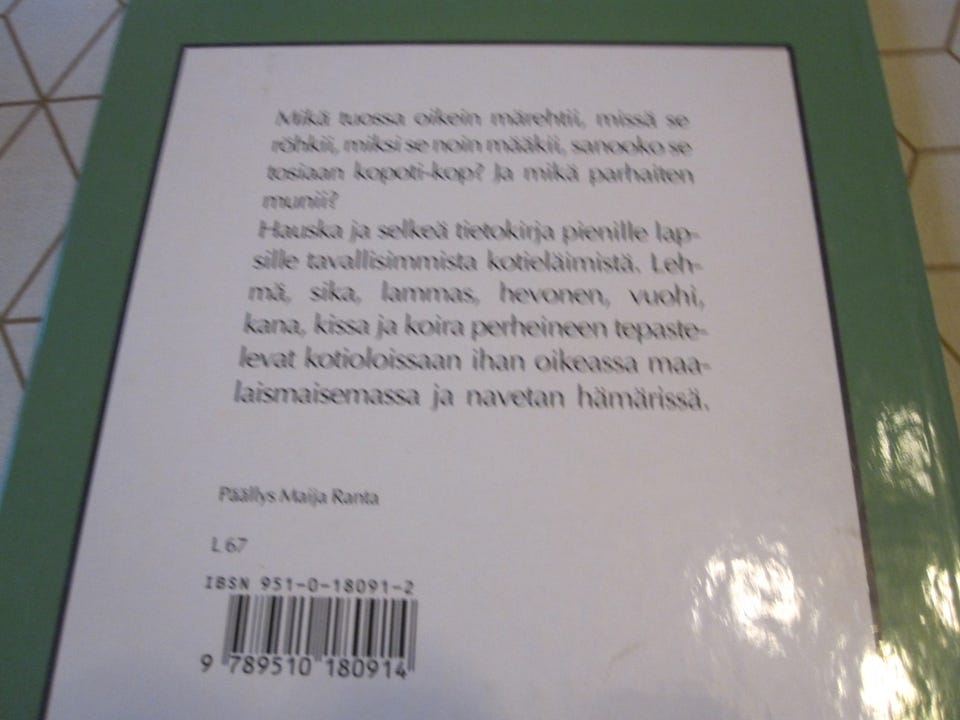 Mikä tuossa oikein märehtii, missä se
röhkii, miksi se noin määkii, sanooko se
tosiaan kopoti-kop? Ja mikä parhaiten
munii?
Hauska ja selkeä tietokirja pienille lap-
sille tavallisimmista kotieläimistä. Leh-
mä, sika, lammas, hevonen, vuohi,
kana, kissa ja koira perheineen tepaste-
levat kotioloissaan ihan oikeassa maa-
laismaisemassa ja navetan hämärissä.
Päällys Maija Ranta
L 67
IBSN 951-0-18091-2
9 789510 180914